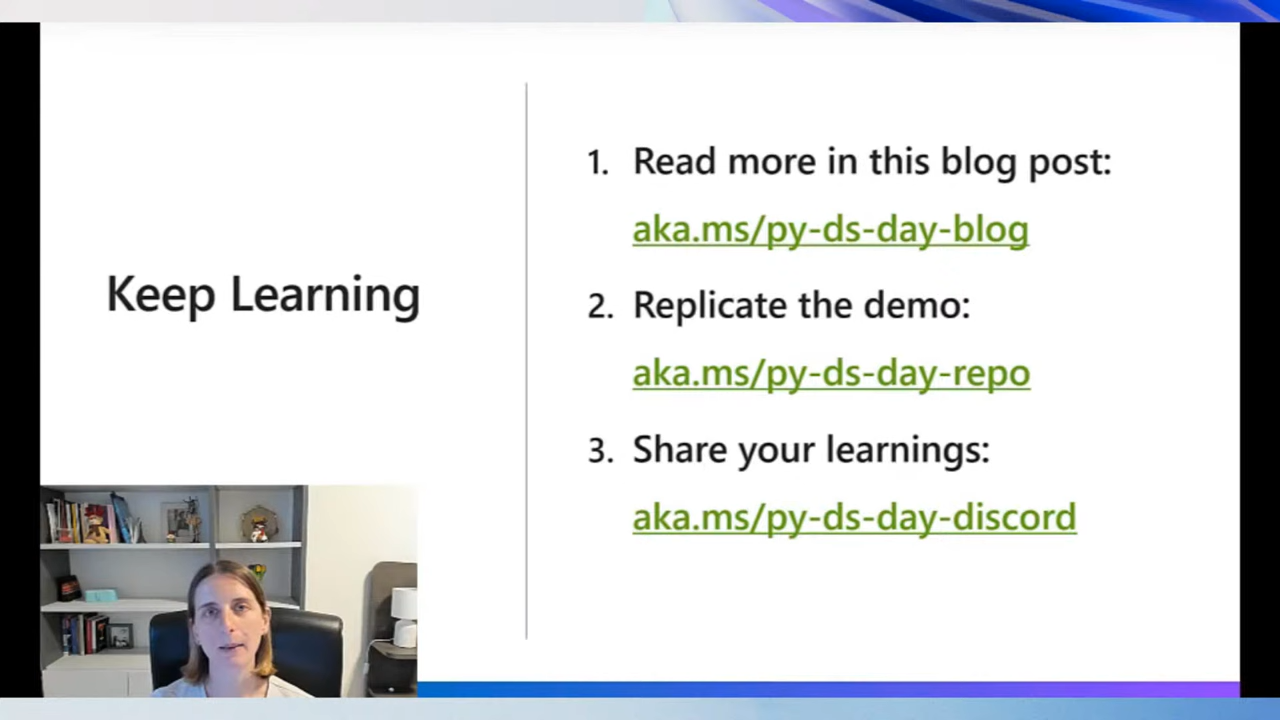 Keep Learning
1. Read more in this blog post:
aka.ms/py-ds-day-blog
2. Replicate the demo:
aka.ms/py-ds-day-repo
3. Share your learnings:
aka.ms/py-ds-day-discord